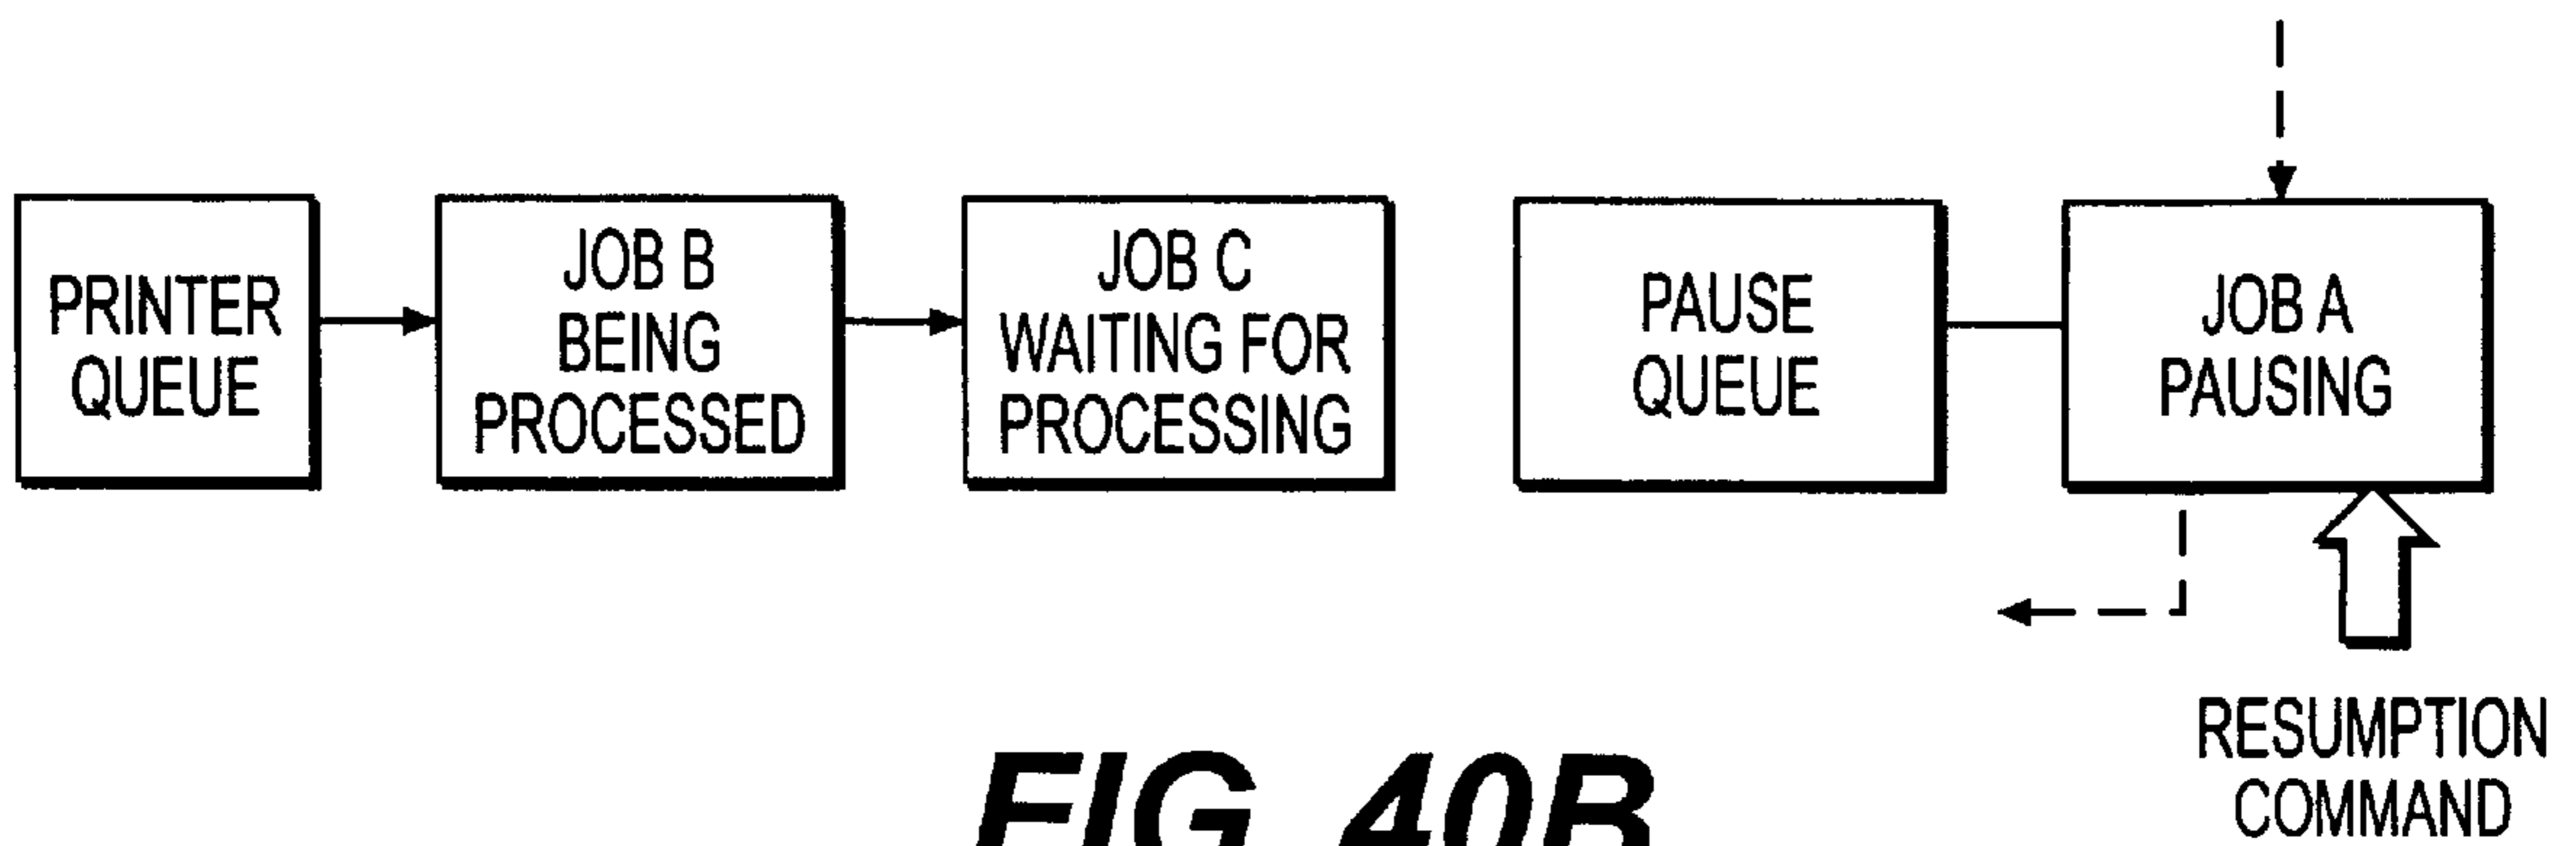 PRINTER
QUEUE
JOB B
BEING
PROCESSED
JOB C
WAITING FOR
PROCESSING
PAUSE
QUEUE
JOB A
PAUSING
RESUMPTION
COMMAND
FIG. 40B